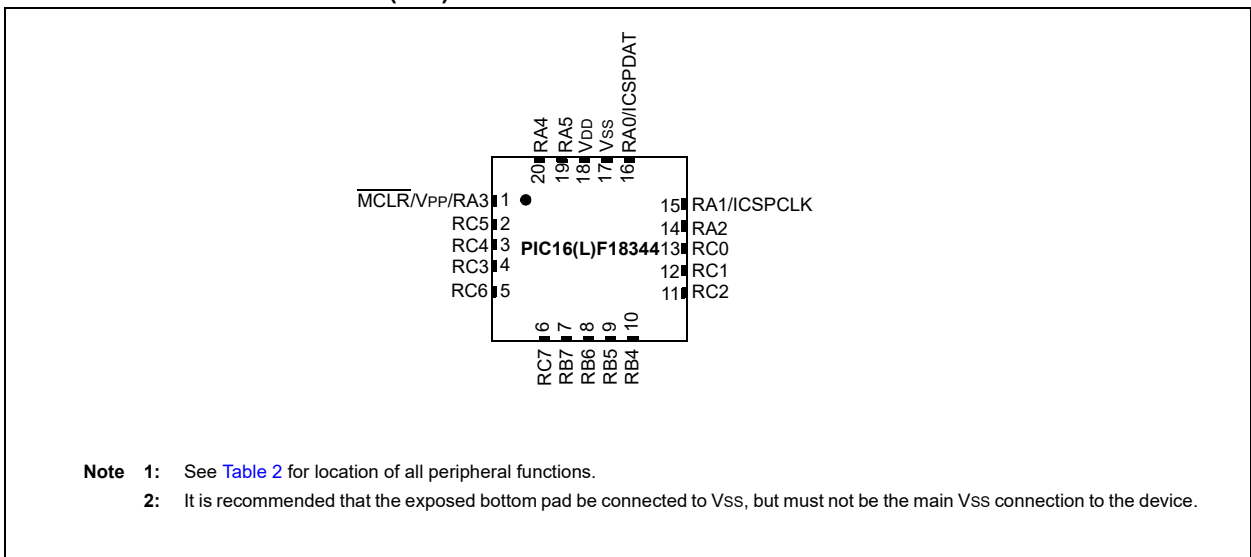 20 RA4
19 RA5
18 VDD
17 VSS
16 RA0/ICSPDAT
MCLR/VPP/RA3 1
RC5 2
RC4 3
RC3 4
RC6 5
PIC16(L)F18344
15 RA1/ICSPCLK
14 RA2
13 RC0
12 RC1
11 RC2
RC7 6
RB7 7
RB6 8
RB5 9
RB4 10
Note 1: See Table 2 for location of all peripheral functions.
2: It is recommended that the exposed bottom pad be connected to VSS, but must not be the main VSS connection to the device.